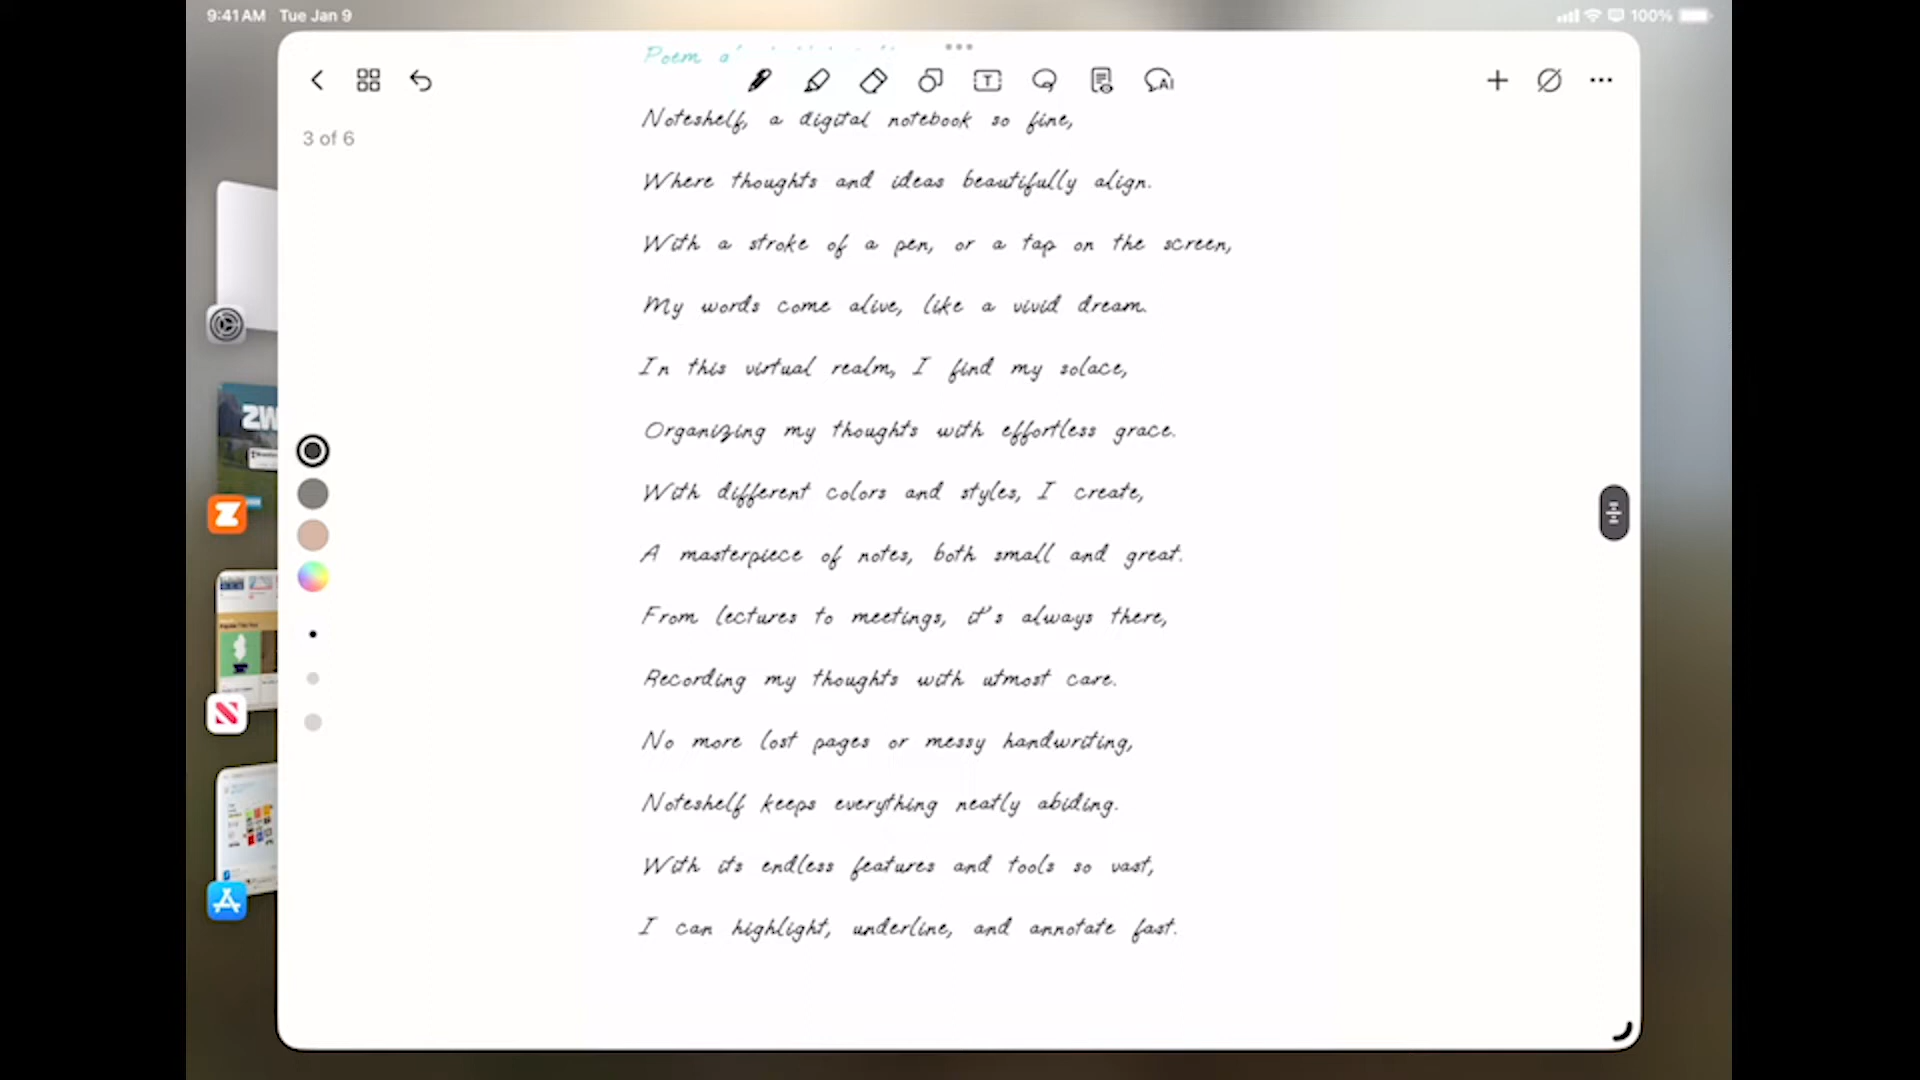 9:41 AM Tue Jan 9
100%
Poem a
3 of 6
Noteshelf, a digital notebook so fine,
Where thoughts and ideas beautifully align.
With a stroke of a pen, or a tap on the screen,
My words come alive, like a vivid dream.
In this virtual realm, I find my solace,
Organizing my thoughts with effortless grace.
With different colors and styles, I create,
A masterpiece of notes, both small and great.
From lectures to meetings, it's always there,
Recording my thoughts with utmost care.
No more lost pages or messy handwriting,
Noteshelf keeps everything neatly abiding.
With its endless features and tools so vast,
I can highlight, underline, and annotate fast.
T
AI
ZW
Z